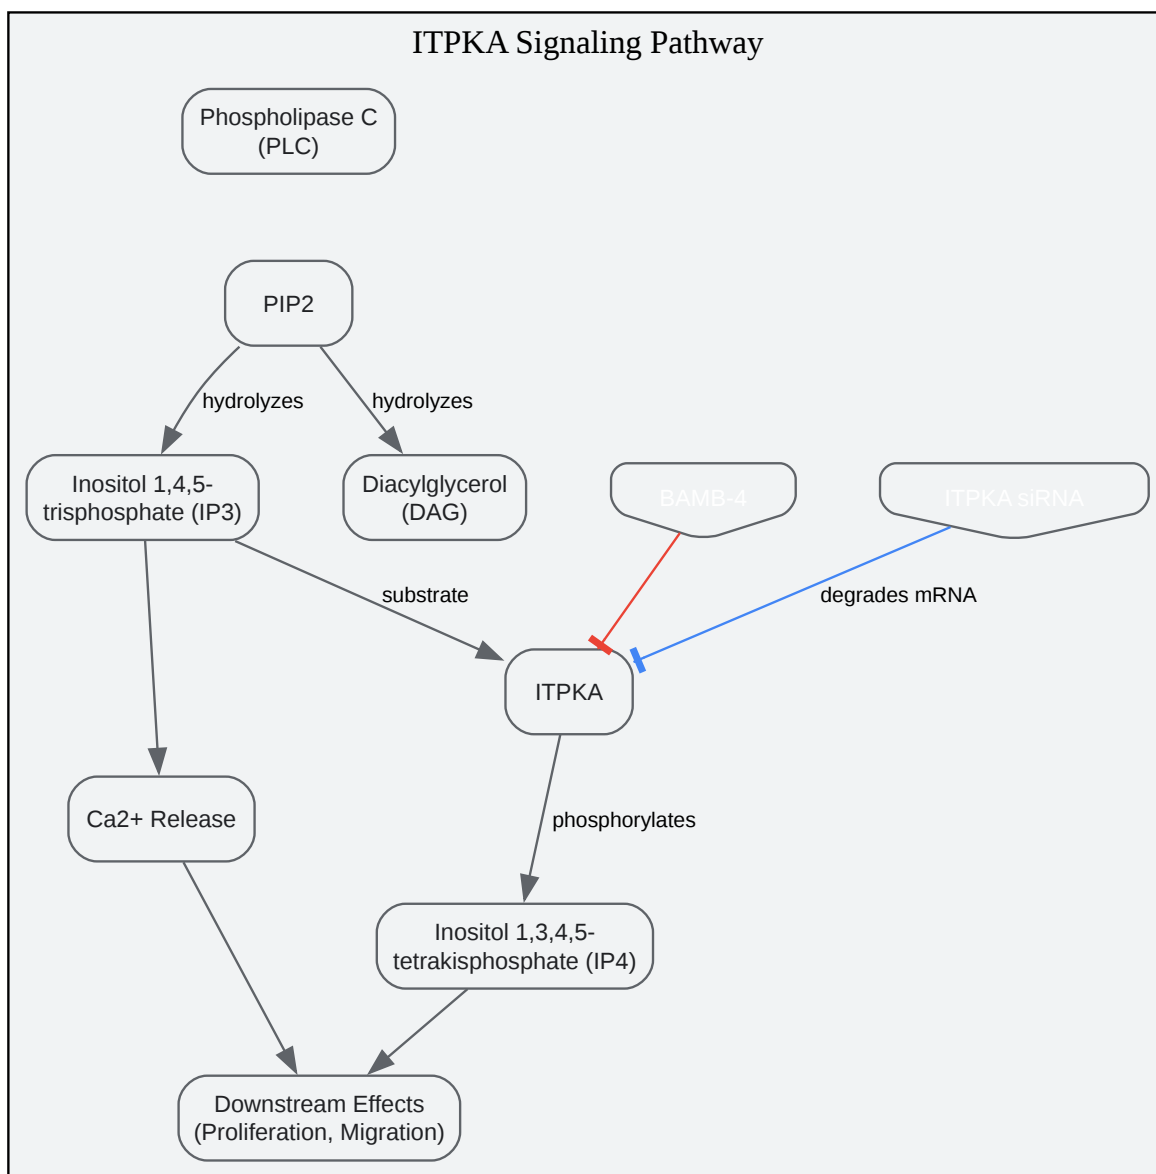 ITPKA Signaling Pathway
Phospholipase C
(PLC)
PIP2
hydrolyzes
hydrolyzes
Inositol 1,4,5-
trisphosphate (IP3)
Diacylglycerol
(DAG)
BAMB-4
ITPKA siRNA
substrate
degrades mRNA
ITPKA
Ca2+ Release
phosphorylates
Inositol 1,3,4,5-
tetrakisphosphate (IP4)
Downstream Effects
(Proliferation, Migration)